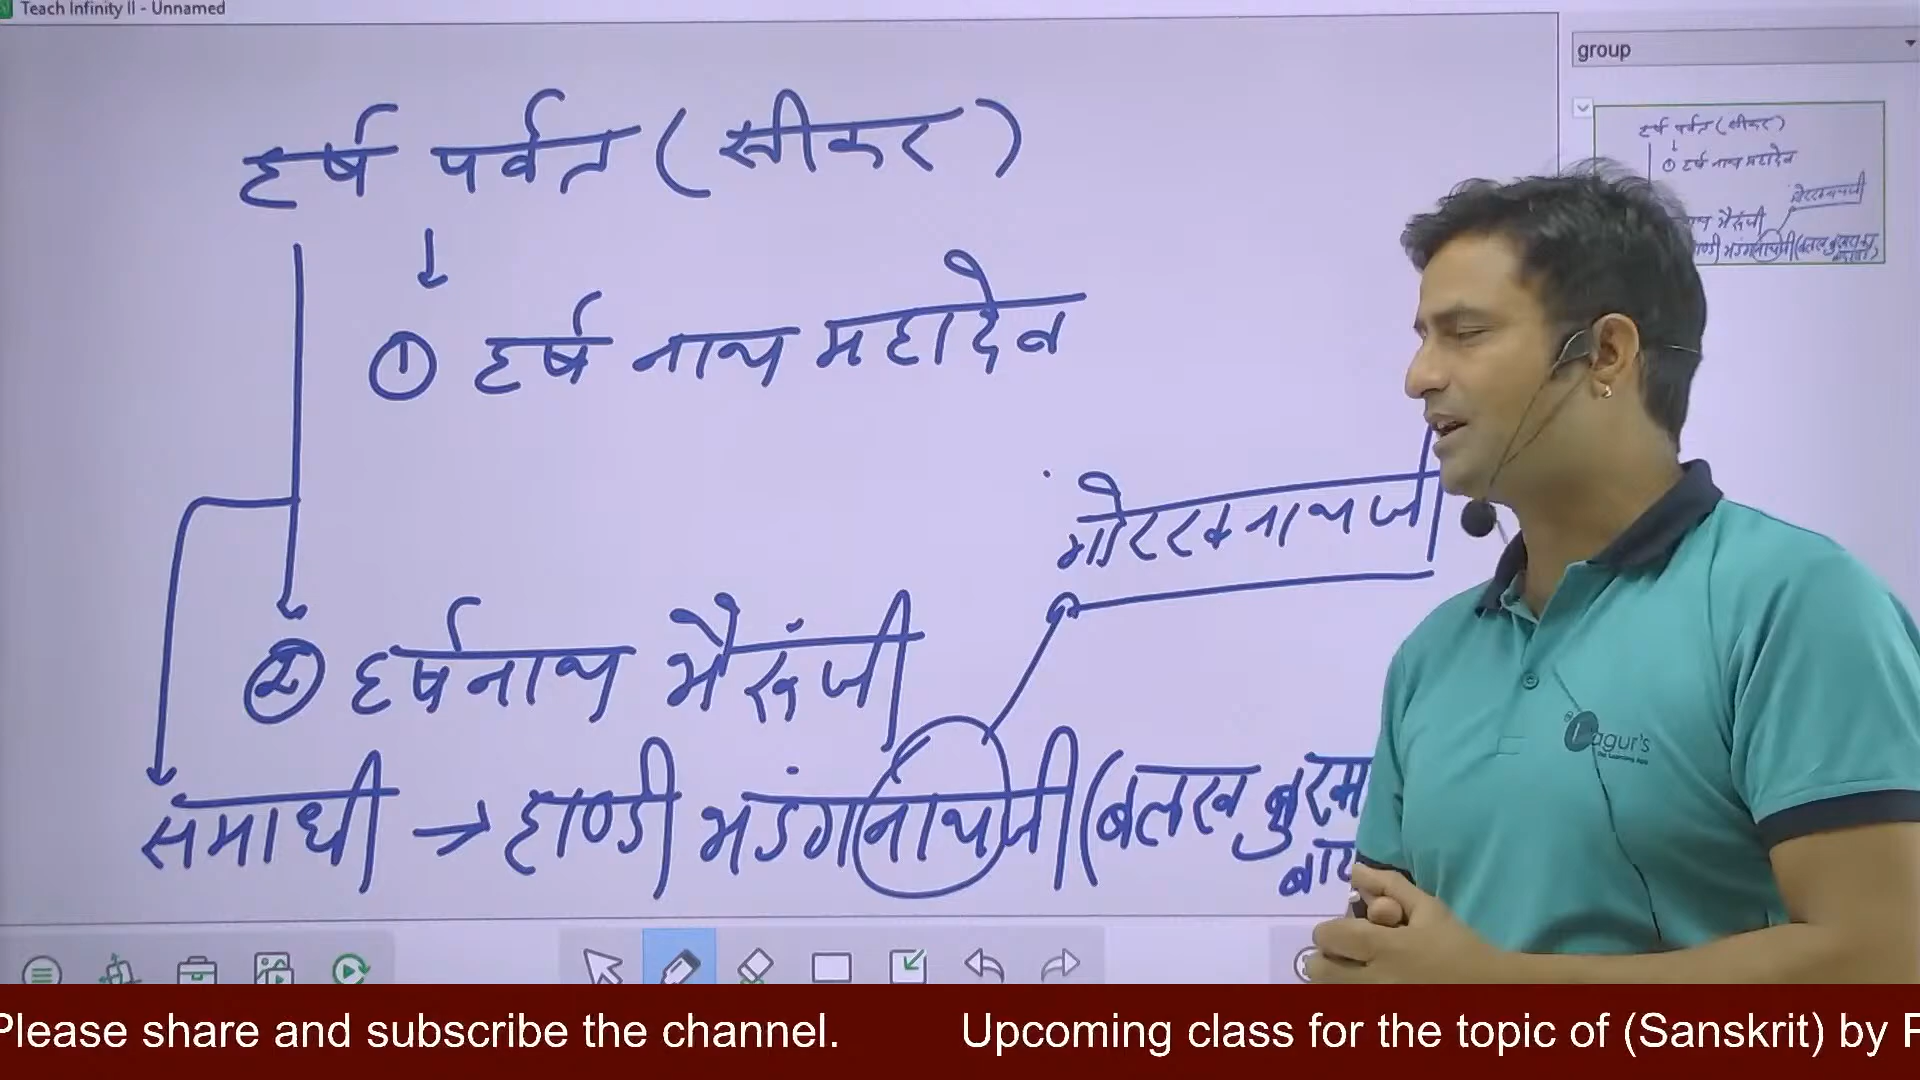 Teach Infinity II - Unnamed
group
हर्ष पर्वत (सीकर)
① हर्ष नाथ महादेव
गोरखनाथजी
② हर्षनाथ भैरूंजी
समाधी → हाण्डी भडंगनाथजी (बलख बुखारा
agur's
Please share and subscribe the channel.
Upcoming class for the topic of (Sanskrit) by